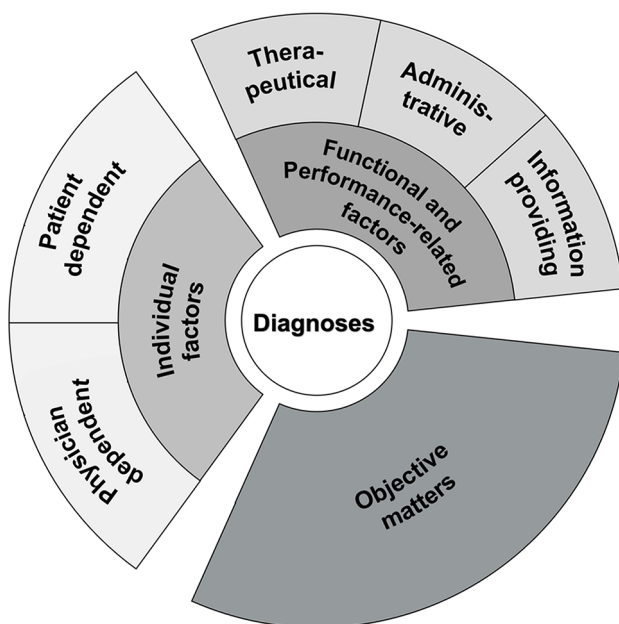 Thera-
peutical
Adminis-
trative
Information
providing
Functional and
Performance-related
factors
Patient
dependent
Individual
factors
Physician
dependent
Diagnoses
Objective
matters